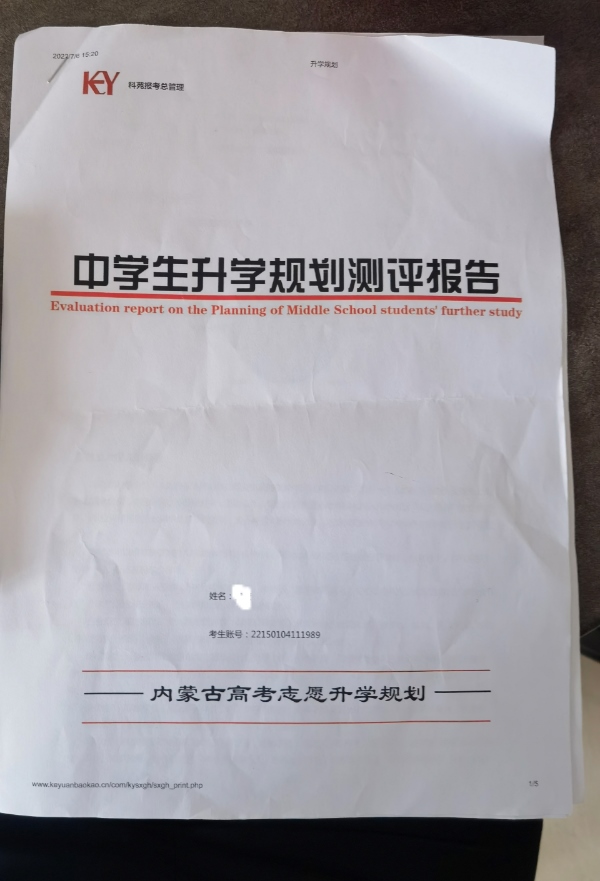 2022/7/6 15:20
升学规划
KEY 科苑报考总管理
中学生升学规划测评报告
Evaluation report on the Planning of Middle School students' further study
姓名：
考生账号：22150104111989
内蒙古高考志愿升学规划
www.kayuanbaokao.cn/com/kysxgh/sxgh_print.php
1/5